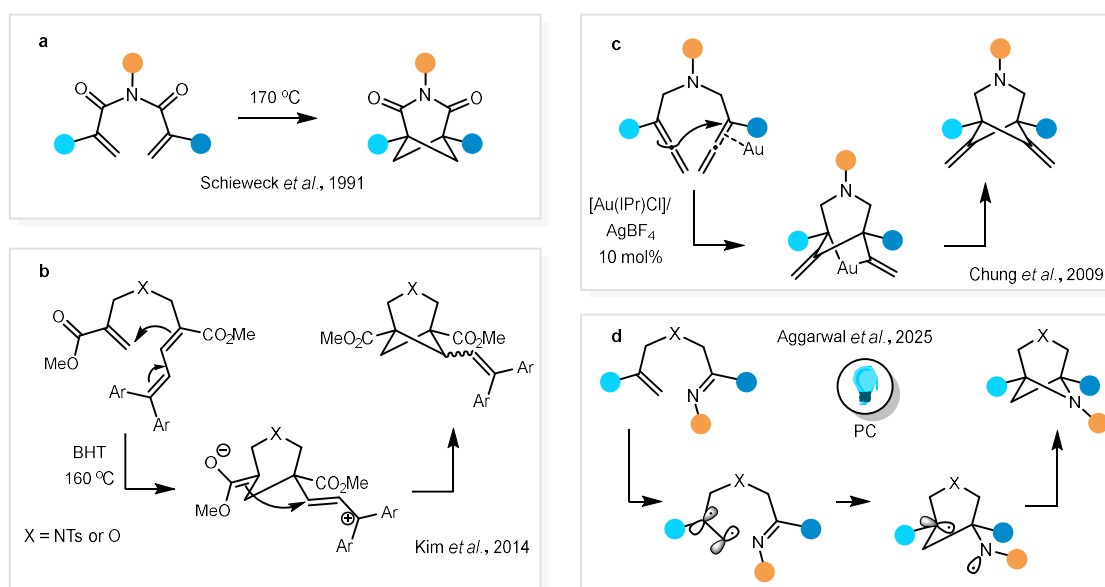 a
N
O
O
170 ºC
O
N
O
Schieweck et al., 1991
b
X
O
CO2Me
MeO
Ar
Ar
BHT
160 ºC
X = NTs or O
X
O
⊖
CO2Me
MeO
⊕
Ar
Ar
X
MeO2C
CO2Me
Ar
Ar
Kim et al., 2014
c
N
Au
[Au(IPr)Cl]/
AgBF4
10 mol%
N
Au
N
Chung et al., 2009
d
Aggarwal et al., 2025
X
N
PC
X
N
X
N
X
N